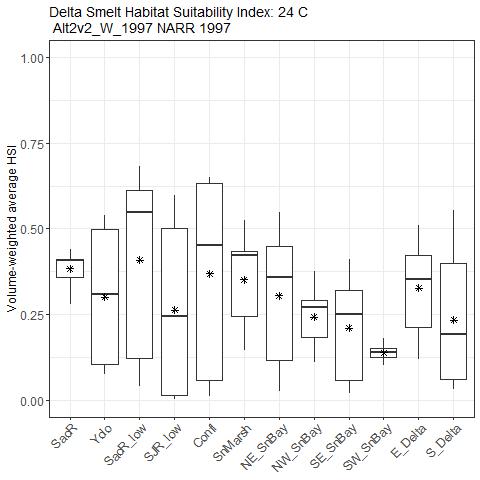 Delta Smelt Habitat Suitability Index: 24 C
Alt2v2_W_1997 NARR 1997
Volume-weighted average HSI
1.00
0.75
0.50
0.25
0.00
SacR
Yolo
SacR_low
SJR_low
Confl
SnMarsh
NE_SnBay
NW_SnBay
SE_SnBay
SW_SnBay
E_Delta
S_Delta